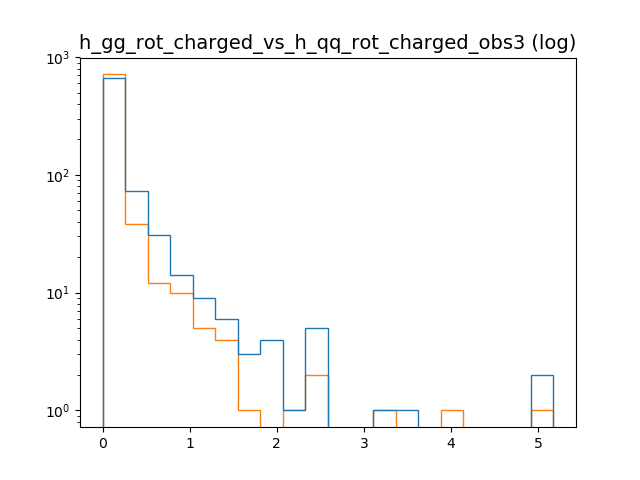 h_gg_rot_charged_vs_h_qq_rot_charged_obs3 (log)
10³
10²
10¹
10⁰
0 1 2 3 4 5